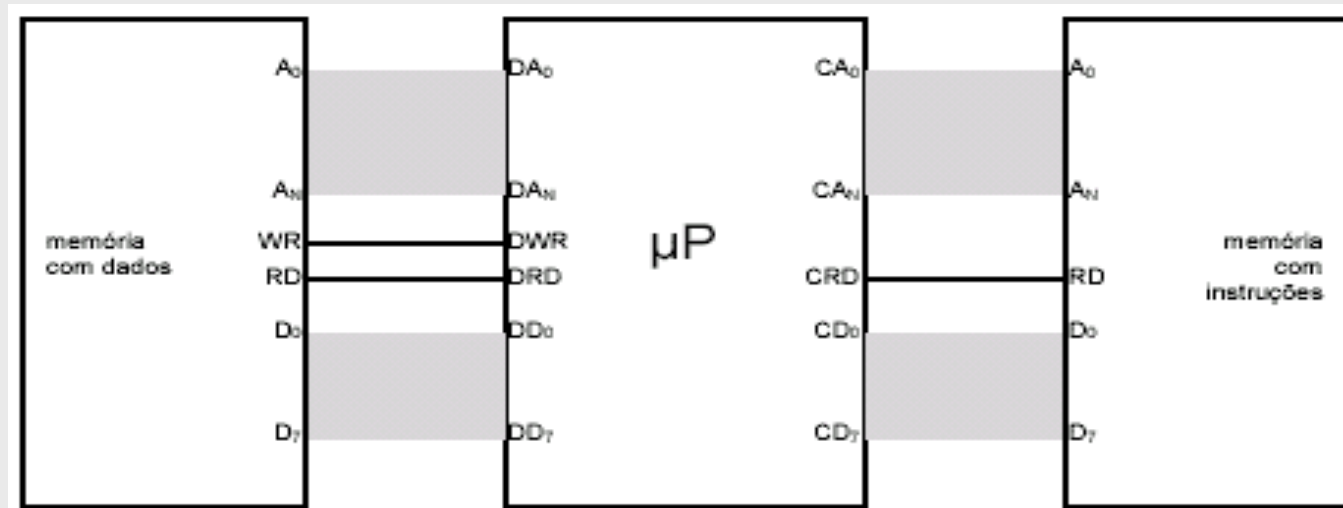 A₀ DA₀ CA₀ A₀
Aₙ DAₙ CAₙ Aₙ
memória
com dados
WR DWR
µP
memória
com
instruções
RD DRD CRD RD
D₀ DD₀ CD₀ D₀
D₇ DD₇ CD₇ D₇